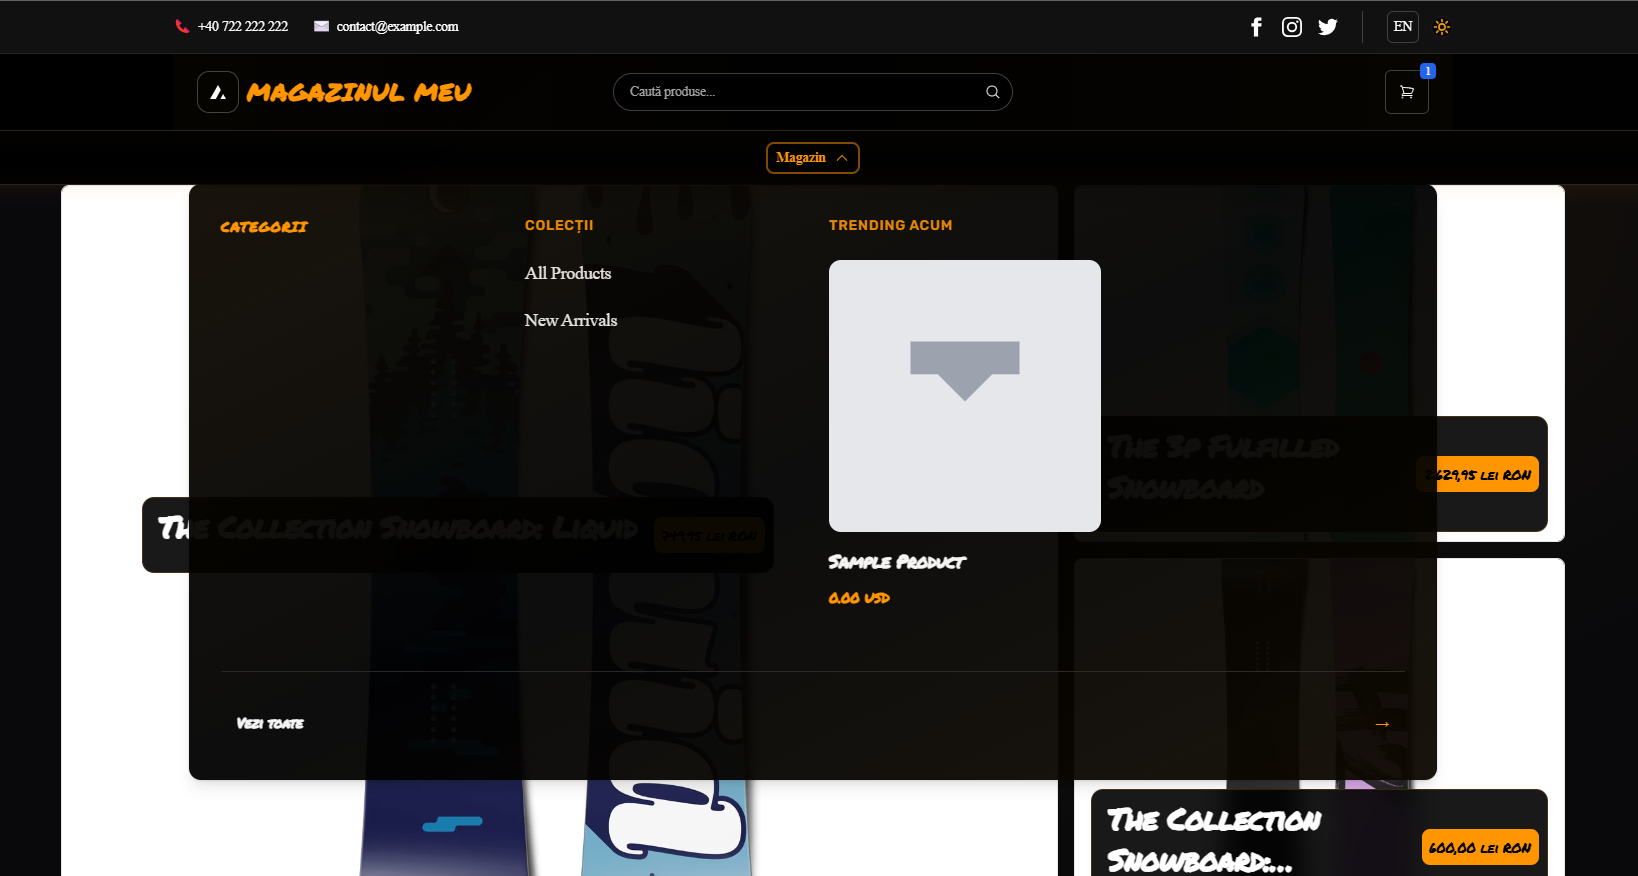 +40 722 222 222
contact@example.com
EN
MAGAZINUL MEU
Caută produse...
1
Magazin
CATEGORII
COLECȚII
All Products
New Arrivals
TRENDING ACUM
Sample Product
0.00 USD
The 3p Fulfilled
Snowboard
2629,95 lei RON
The Collection Snowboard: Liquid
749,95 lei RON
Vezi toate
→
The Collection
Snowboard:...
600,00 lei RON